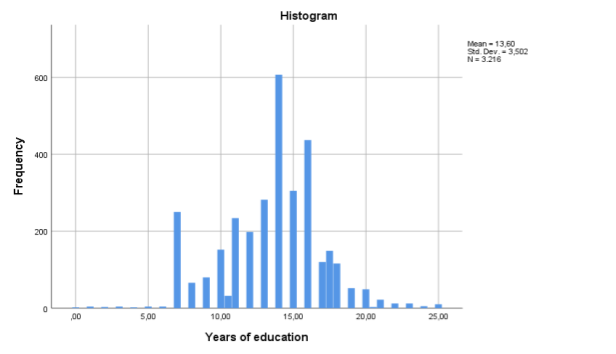 Histogram
Mean = 13,60
Std. Dev. = 3,502
N = 3.216
600
400
200
0
Frequency
,00
5,00
10,00
15,00
20,00
25,00
Years of education